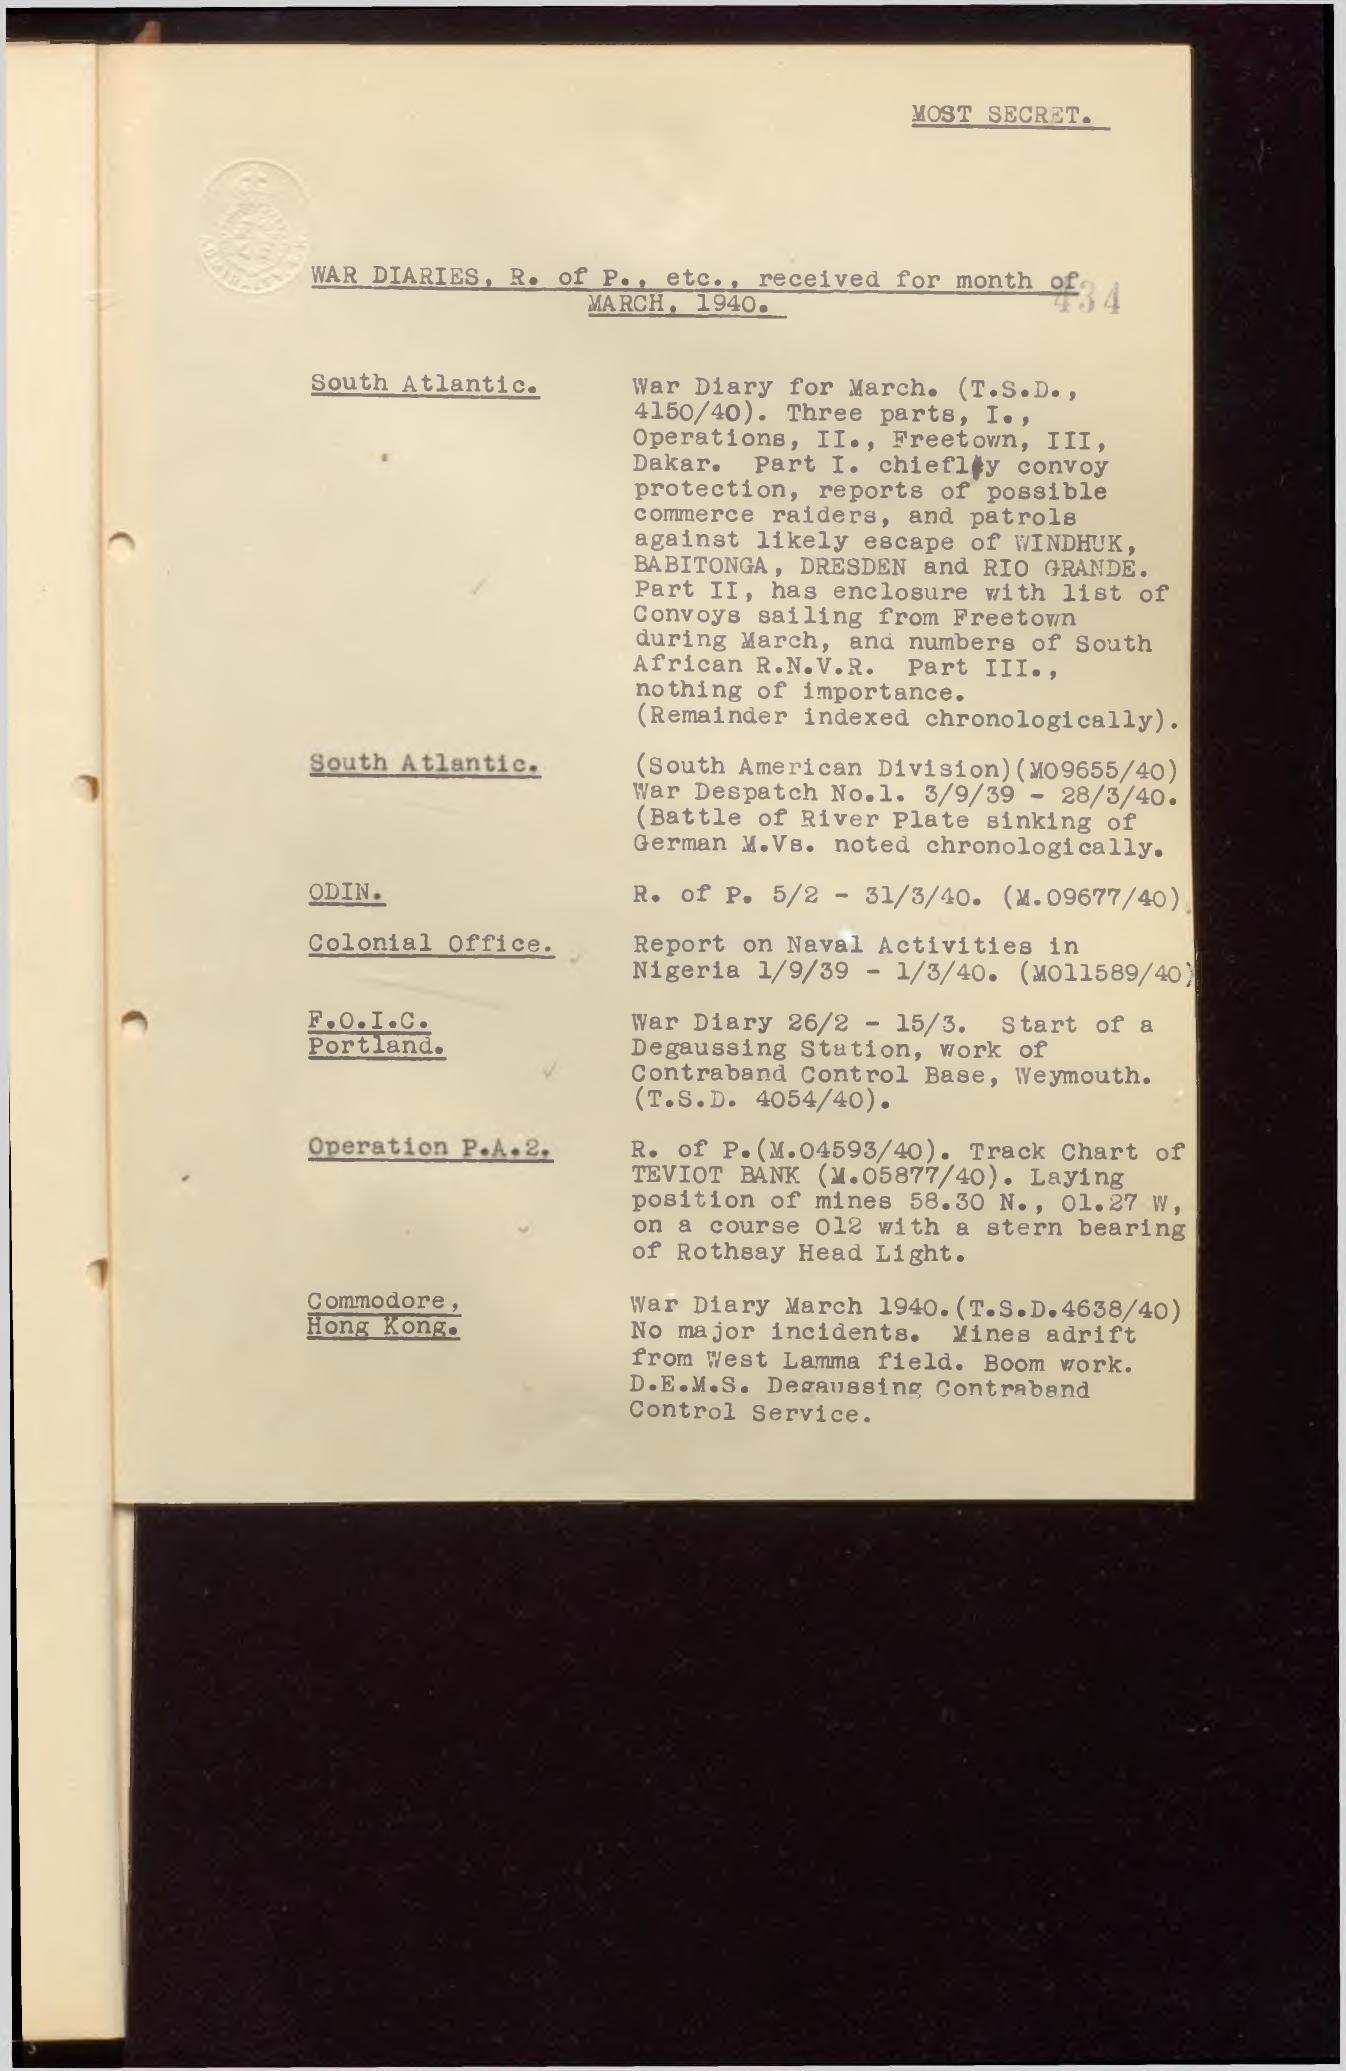 MOST SECRET.
WAR DIARIES, R. of P., etc., received for month of
MARCH, 1940.
434
South Atlantic.
War Diary for March. (T.S.D.,
4150/40). Three parts, I.,
Operations, II., Freetown, III,
Dakar. Part I. chiefly convoy
protection, reports of possible
commerce raiders, and patrols
against likely escape of WINDHUK,
BABITONGA, DRESDEN and RIO GRANDE.
Part II, has enclosure with list of
Convoys sailing from Freetown
during March, and numbers of South
African R.N.V.R. Part III.,
nothing of importance.
(Remainder indexed chronologically).
South Atlantic.
(South American Division)(M09655/40)
War Despatch No.1. 3/9/39 - 28/3/40.
(Battle of River Plate sinking of
German M.Vs. noted chronologically.
ODIN.
R. of P. 5/2 - 31/3/40. (M.09677/40).
Colonial Office.
Report on Naval Activities in
Nigeria 1/9/39 - 1/3/40. (M011589/40)
F.O.I.C.
Portland.
War Diary 26/2 - 15/3. Start of a
Degaussing Station, work of
Contraband Control Base, Weymouth.
(T.S.D. 4054/40).
Operation P.A.2.
R. of P.(M.04593/40). Track Chart of
TEVIOT BANK (M.05877/40). Laying
position of mines 58.30 N., 01.27 W,
on a course 012 with a stern bearing
of Rothsay Head Light.
Commodore,
Hong Kong.
War Diary March 1940.(T.S.D.4638/40)
No major incidents. Mines adrift
from West Lamma field. Boom work.
D.E.M.S. Degaussing Contraband
Control Service.